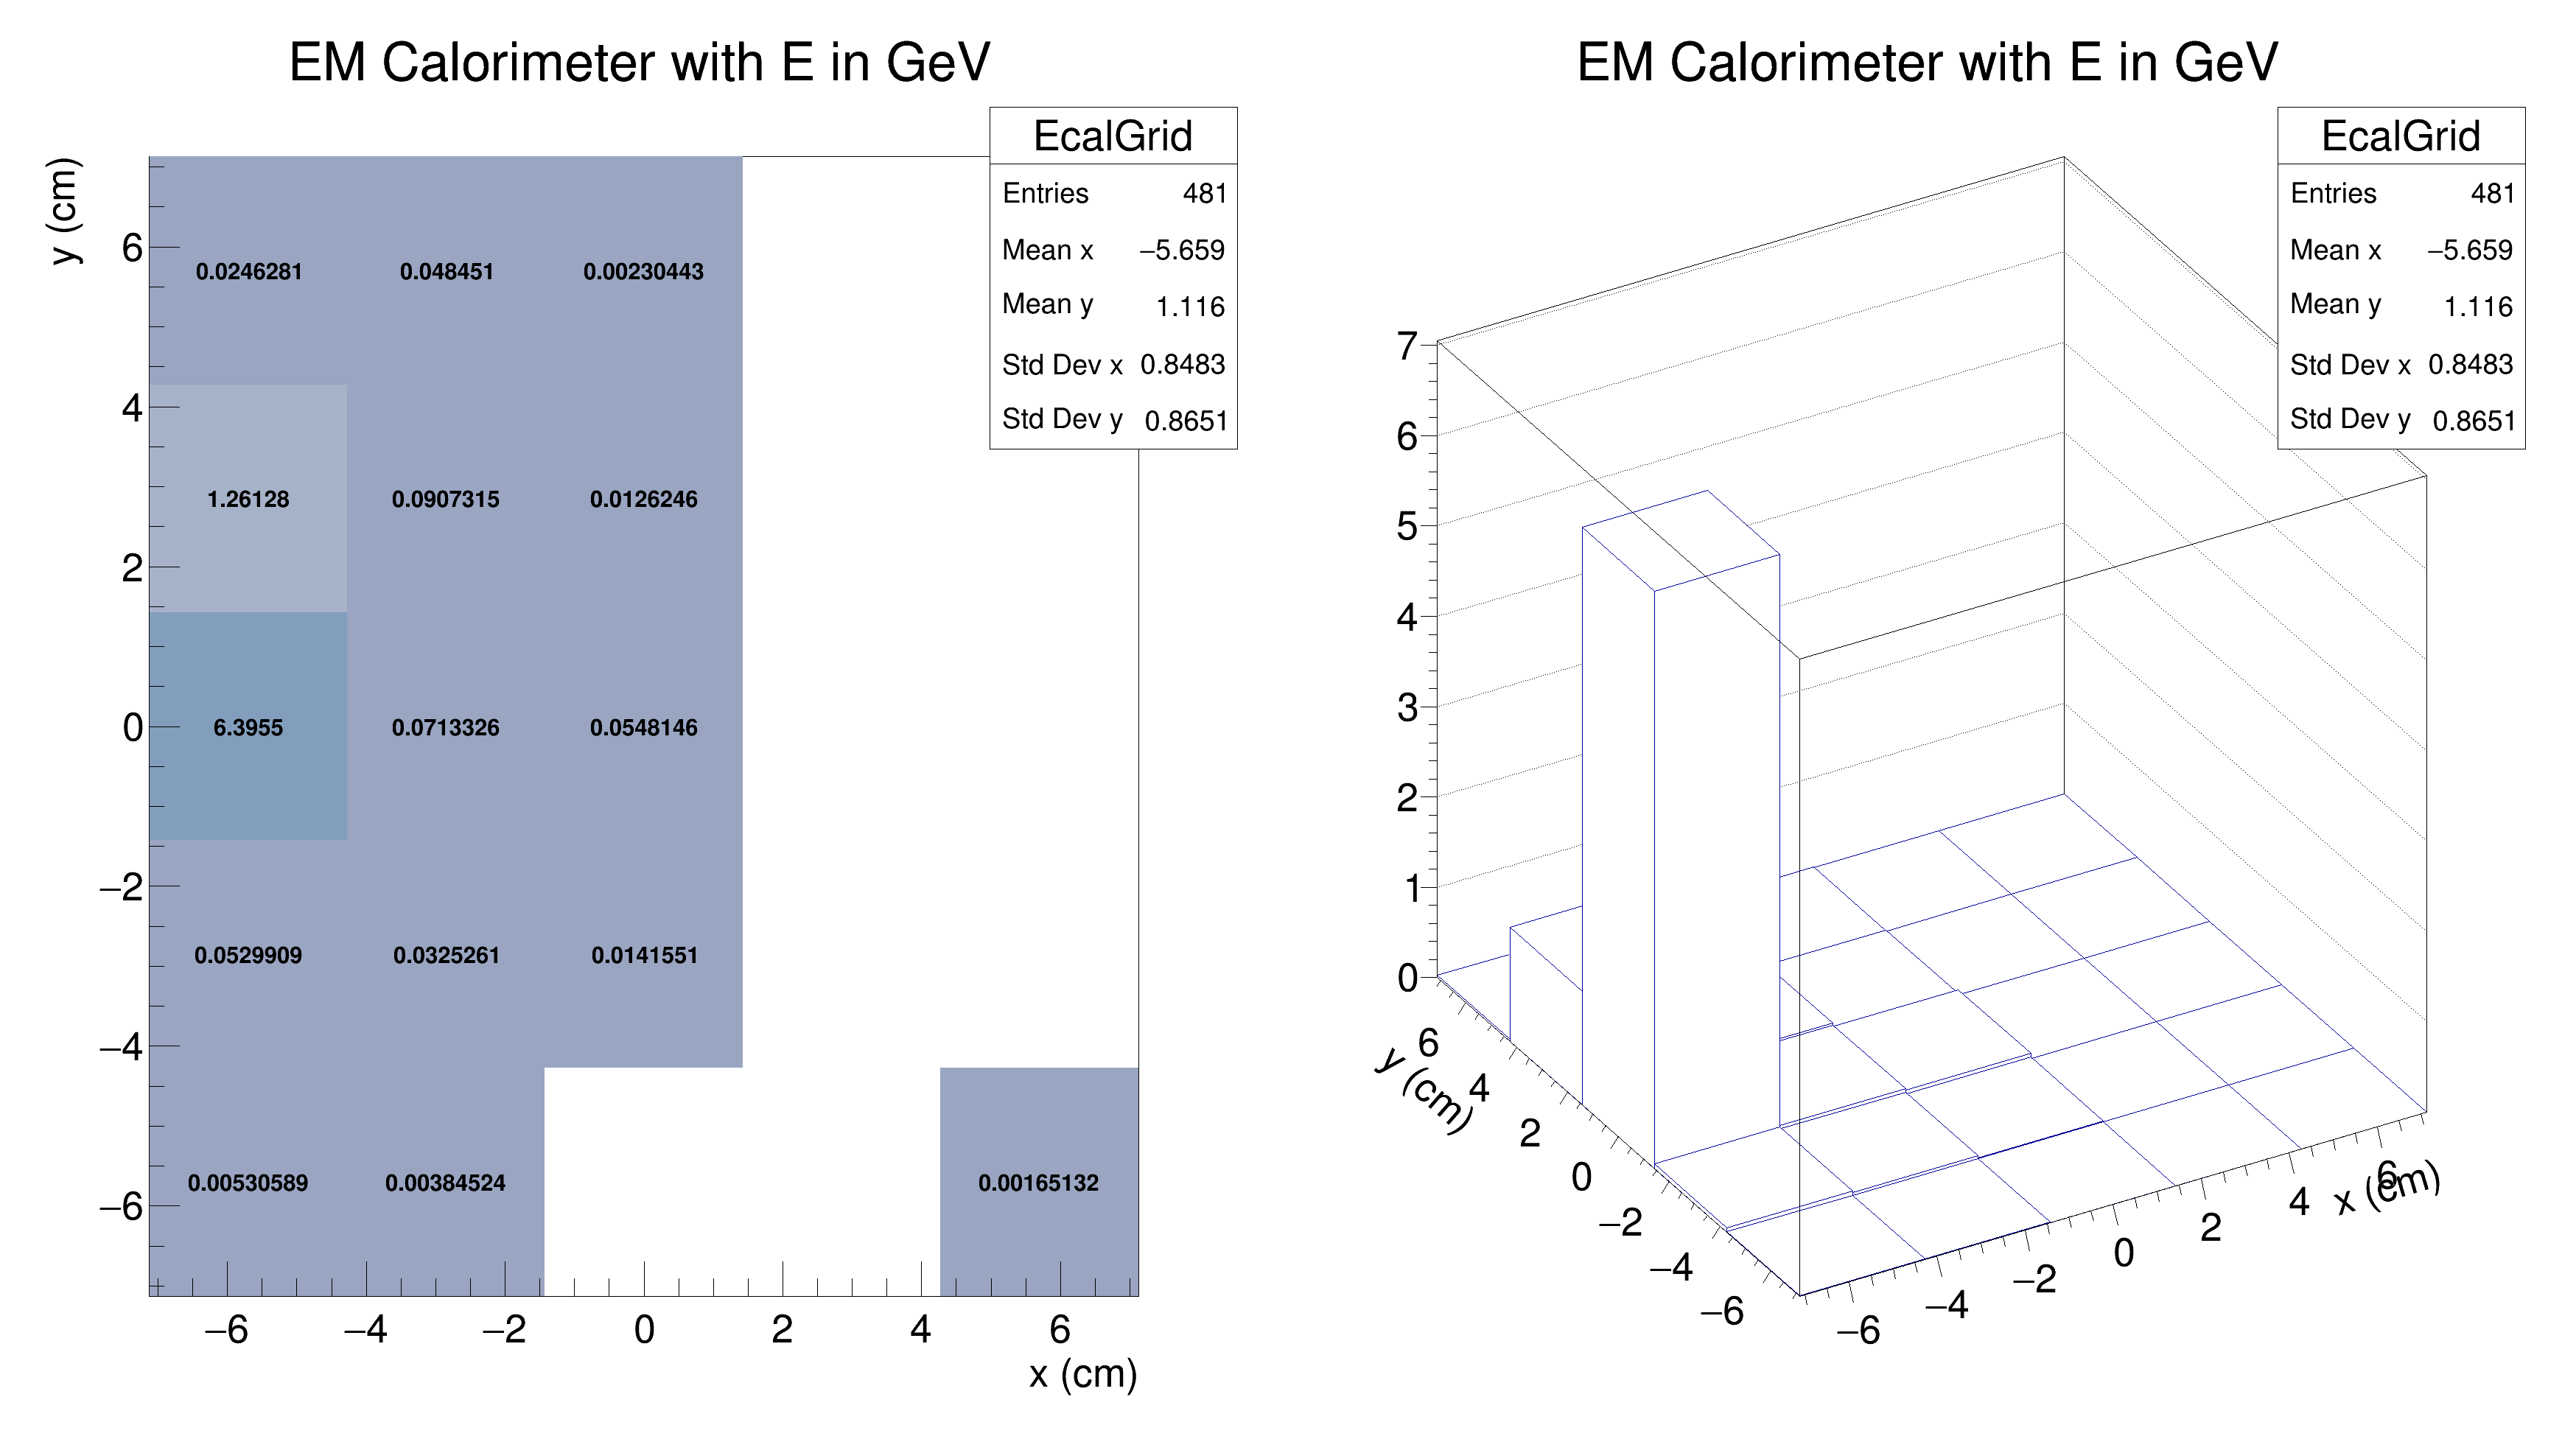 EM Calorimeter with E in GeV
EcalGrid
Entries 481
Mean x −5.659
Mean y 1.116
Std Dev x 0.8483
Std Dev y 0.8651
y (cm)
6
4
2
0
−2
−4
−6
0.0246281 0.048451 0.00230443
1.26128 0.0907315 0.0126246
6.3955 0.0713326 0.0548146
0.0529909 0.0325261 0.0141551
0.00530589 0.00384524 0.00165132
−6 −4 −2 0 2 4 6
x (cm)
EM Calorimeter with E in GeV
EcalGrid
Entries 481
Mean x −5.659
Mean y 1.116
Std Dev x 0.8483
Std Dev y 0.8651
7
6
5
4
3
2
1
0
6
4
2
0
−2
−4
−6
y (cm)
−6 −4 −2 0 2 4 6
x (cm)